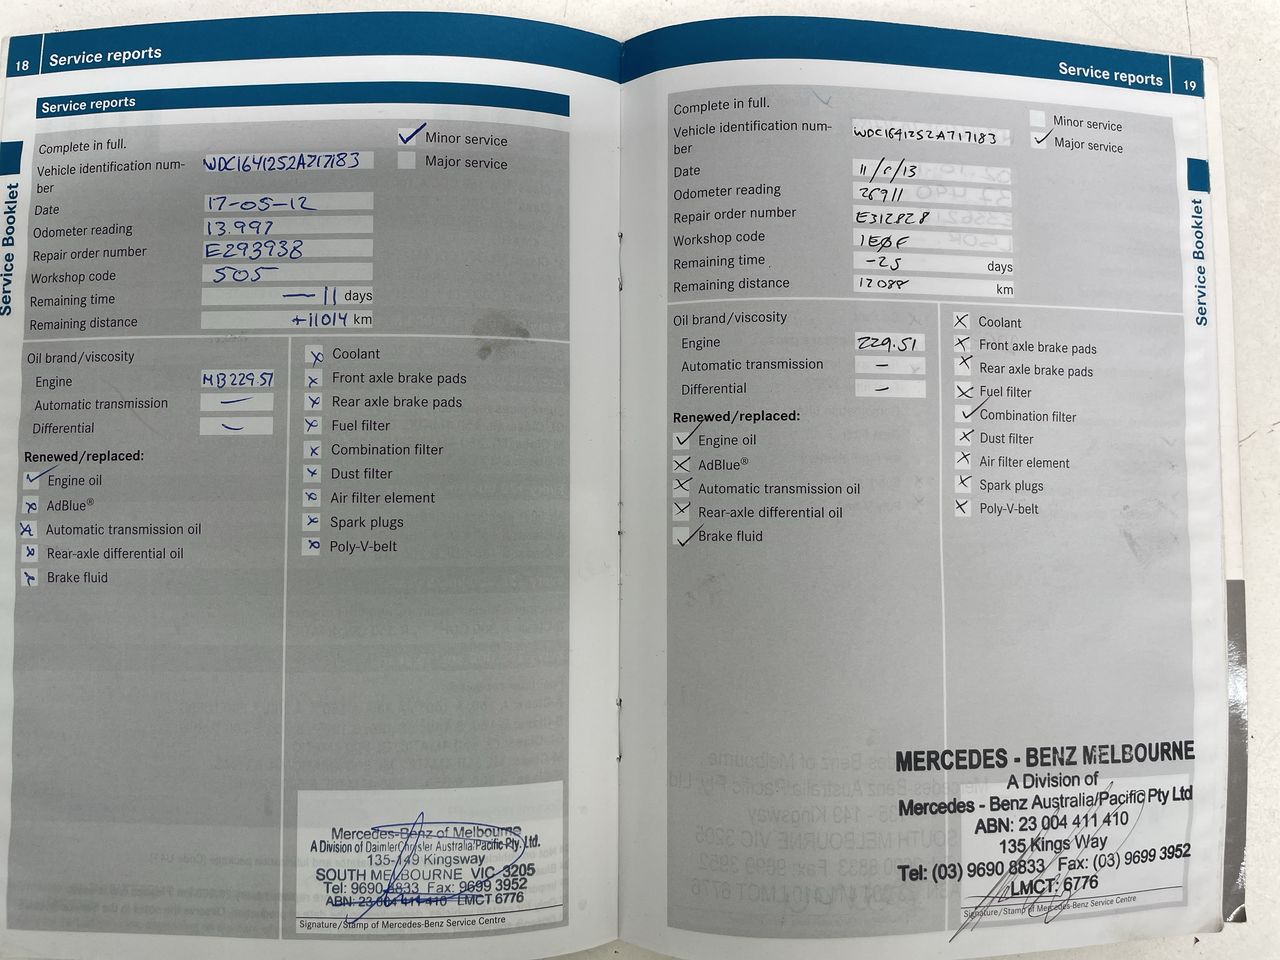 18 Service reports
Service Booklet
Service reports
Complete in full.
Minor service
Major service
Vehicle identification num-
ber
WDC1641252A717183
Date 17-05-12
Odometer reading 13.997
Repair order number E293938
Workshop code 505
Remaining time — 11 days
Remaining distance +11014 km
Oil brand/viscosity
Engine MB229.51
Automatic transmission —
Differential —
Renewed/replaced:
Engine oil
AdBlue®
Automatic transmission oil
Rear-axle differential oil
Brake fluid
Coolant
Front axle brake pads
Rear axle brake pads
Fuel filter
Combination filter
Dust filter
Air filter element
Spark plugs
Poly-V-belt
Mercedes-Benz of Melbourne
A Division of DaimlerChrysler Australia/Pacific Pty. Ltd.
135-149 Kingsway
SOUTH MELBOURNE VIC 3205
Tel: 9690 8833 Fax: 9699 3952
ABN: 23 004 411 410 LMCT 6776
Signature/Stamp of Mercedes-Benz Service Centre
Service reports 19
Service Booklet
Complete in full.
Minor service
Major service
Vehicle identification num-
ber
WDC1641252A717183
Date
Odometer reading 26911
Repair order number E312828
Workshop code 1EØF
Remaining time -25 days
Remaining distance 12088 km
Oil brand/viscosity
Engine 229.51
Automatic transmission —
Differential —
Renewed/replaced:
Engine oil
AdBlue®
Automatic transmission oil
Rear-axle differential oil
Brake fluid
Coolant
Front axle brake pads
Rear axle brake pads
Fuel filter
Combination filter
Dust filter
Air filter element
Spark plugs
Poly-V-belt
MERCEDES - BENZ MELBOURNE
A Division of
Mercedes - Benz Australia/Pacific Pty Ltd
ABN: 23 004 411 410
135 Kings Way
Tel: (03) 9690 8833 Fax: (03) 9699 3952
LMCT: 6776
Signature/Stamp of Mercedes-Benz Service Centre